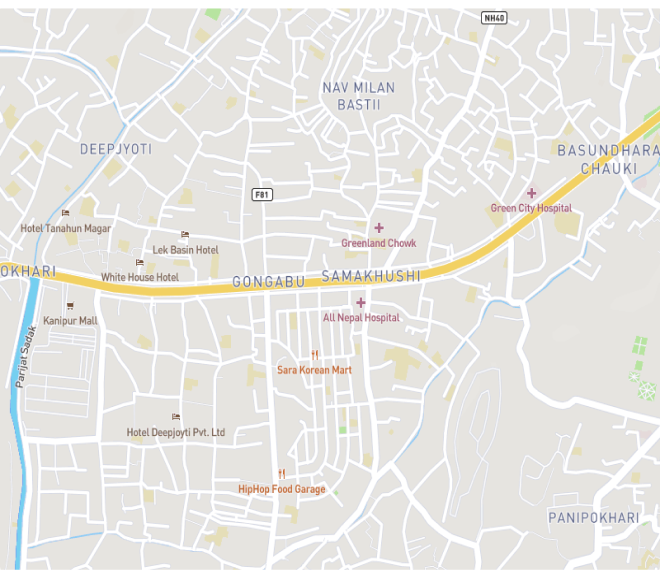 NH40
NAV MILAN
BASTII
DEEPJYOTI
BASUNDHARA
CHAUKI
F81
Green City Hospital
Hotel Tanahun Magar
Lek Basin Hotel
Greenland Chowk
OKHARI
White House Hotel
GONGABU
SAMAKHUSHI
Kanipur Mall
All Nepal Hospital
Parijat Sadak
Sara Korean Mart
Hotel Deepjoyti Pvt. Ltd
HipHop Food Garage
PANIPOKHARI